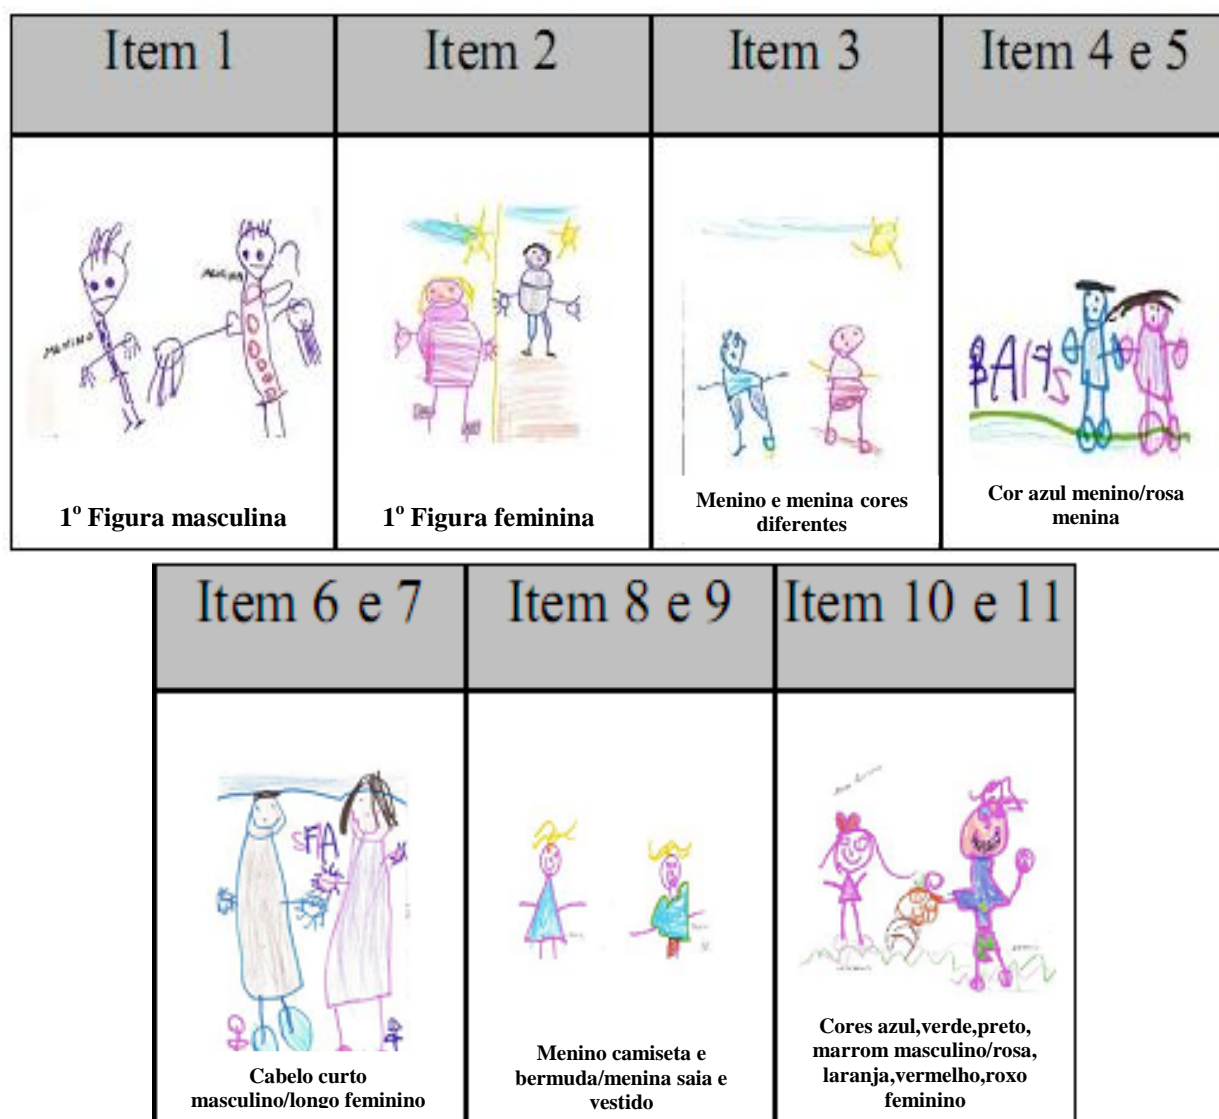 Item 1
Item 2
Item 3
Item 4 e 5
MENINO
1º Figura masculina
1º Figura feminina
Menino e menina cores
diferentes
Cor azul menino/rosa
menina
Item 6 e 7
Item 8 e 9
Item 10 e 11
Cabelo curto
masculino/longo feminino
Menino camiseta e
bermuda/menina saia e
vestido
Cores azul,verde,preto,
marrom masculino/rosa,
laranja,vermelho,roxo
feminino